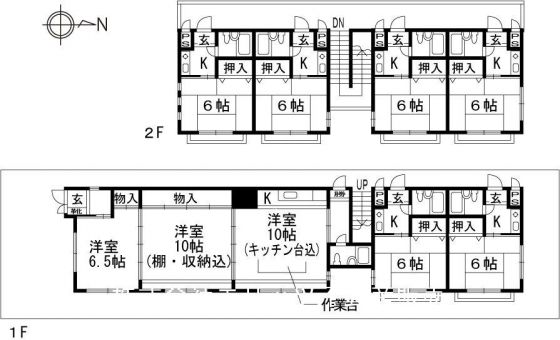 N
DN
PS 玄 玄 PS PS 玄 玄 PS
K K K K
押入 押入 押入 押入
6帖 6帖 6帖 6帖
2F
玄 物入 物入 K UP PS 玄 玄 PS
靴
K K
押入 押入
洋室
6.5帖
洋室
10帖
(棚・収納込)
洋室
10帖
(キッチン台込)
6帖 6帖
作業台
1F